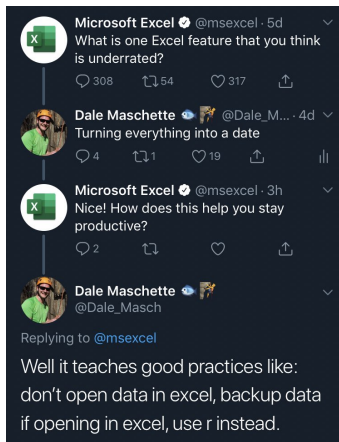 Microsoft Excel @msexcel · 5d
What is one Excel feature that you think
is underrated?
308 54 317
Dale Maschette @Dale_M... · 4d
Turning everything into a date
4 1 19
Microsoft Excel @msexcel · 3h
Nice! How does this help you stay
productive?
2
Dale Maschette
@Dale_Masch
Replying to @msexcel
Well it teaches good practices like:
don't open data in excel, backup data
if opening in excel, use r instead.